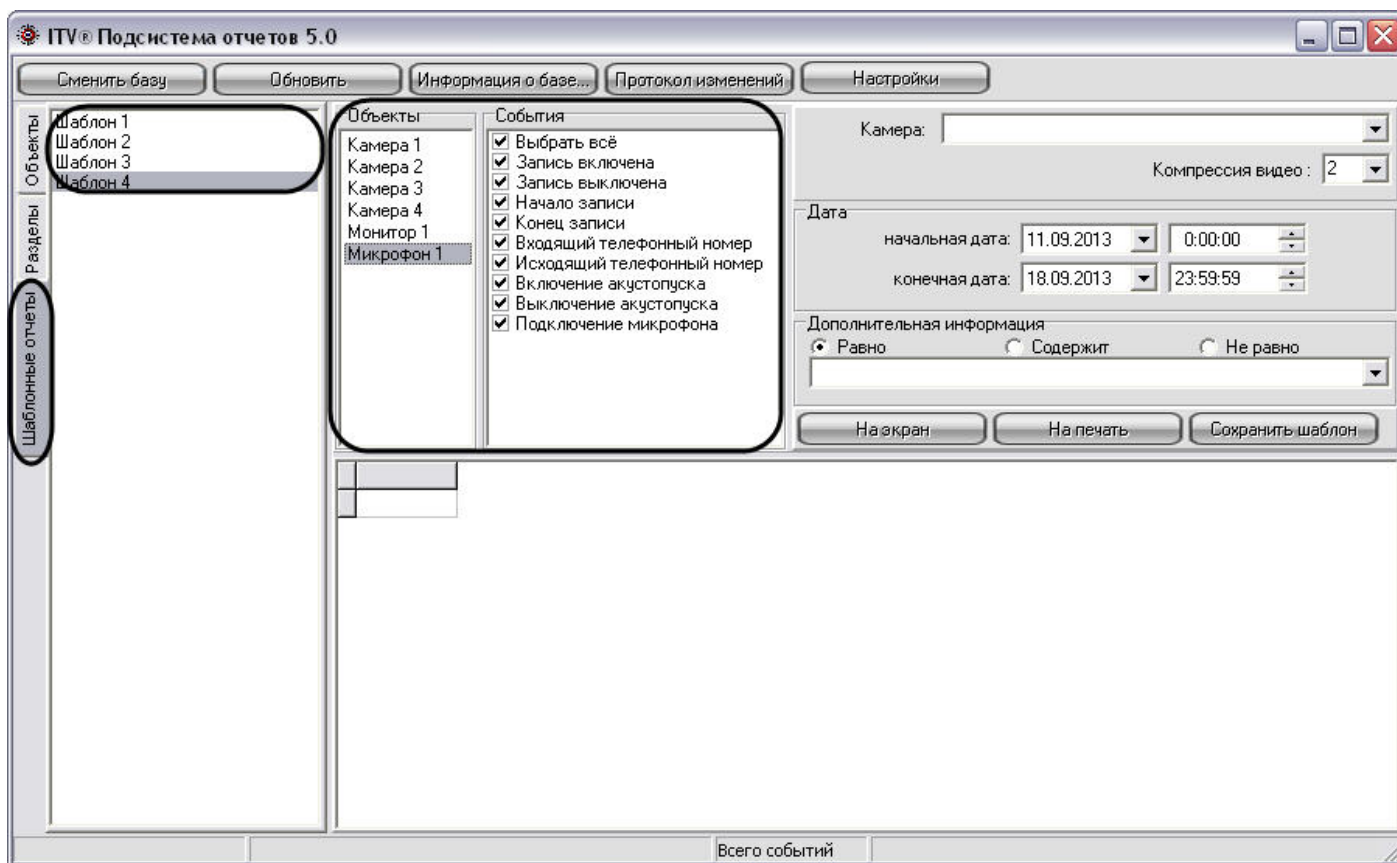 ITV® Подсистема отчетов 5.0
Сменить базу
Обновить
Информация о базе...
Протокол изменений
Настройки
Объекты
Разделы
Шаблонные отчеты
Шаблон 1
Шаблон 2
Шаблон 3
Шаблон 4
Объекты
Камера 1
Камера 2
Камера 3
Камера 4
Монитор 1
Микрофон 1
События
Выбрать всё
Запись включена
Запись выключена
Начало записи
Конец записи
Входящий телефонный номер
Исходящий телефонный номер
Включение акустопуска
Выключение акустопуска
Подключение микрофона
Камера:
Компрессия видео : 2
Дата
начальная дата: 11.09.2013 0:00:00
конечная дата: 18.09.2013 23:59:59
Дополнительная информация
Равно Содержит Не равно
На экран
На печать
Сохранить шаблон
Всего событий